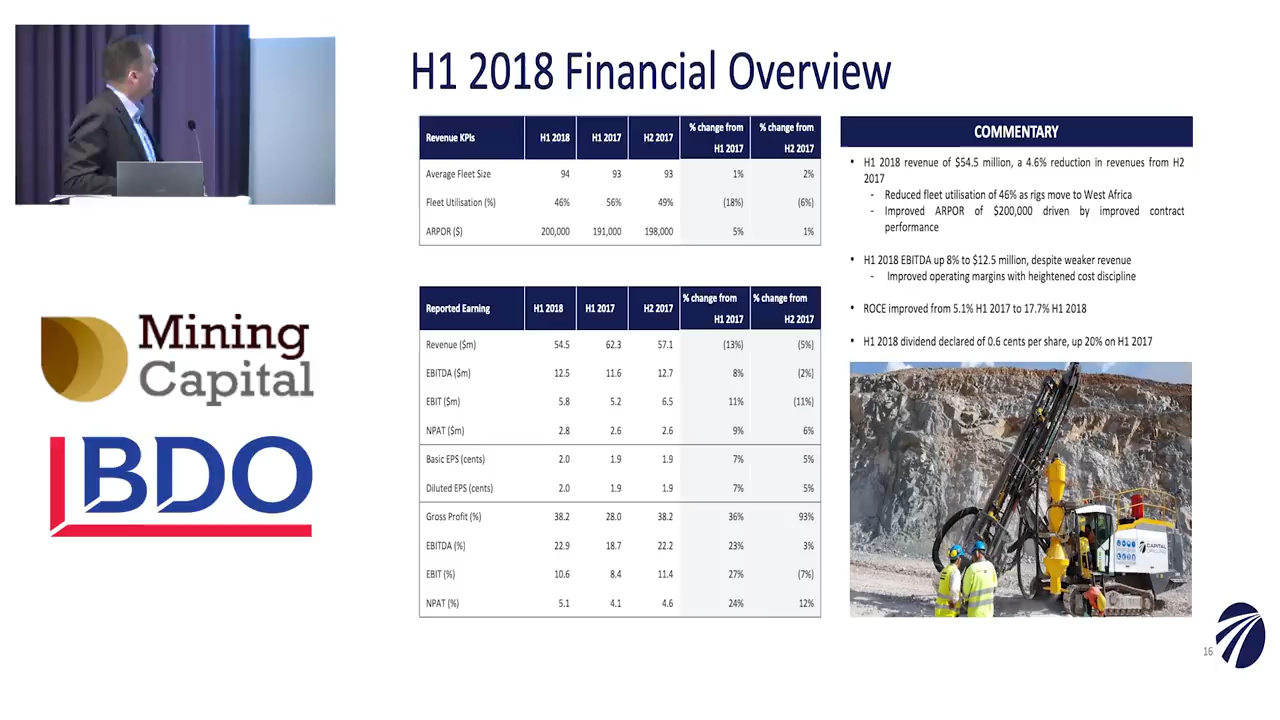 H1 2018 Financial Overview
Revenue KPIs H1 2018 H1 2017 H2 2017 % change from H1 2017 % change from H2 2017
Average Fleet Size 94 93 93 1% 2%
Fleet Utilisation (%) 46% 56% 49% (18%) (6%)
ARPOR ($) 200,000 191,000 198,000 5% 1%
Reported Earning H1 2018 H1 2017 H2 2017 % change from H1 2017 % change from H2 2017
Revenue ($m) 54.5 62.3 57.1 (13%) (5%)
EBITDA ($m) 12.5 11.6 12.7 8% (2%)
EBIT ($m) 5.8 5.2 6.5 11% (11%)
NPAT ($m) 2.8 2.6 2.6 9% 6%
Basic EPS (cents) 2.0 1.9 1.9 7% 5%
Diluted EPS (cents) 2.0 1.9 1.9 7% 5%
Gross Profit (%) 38.2 28.0 38.2 36% 93%
EBITDA (%) 22.9 18.7 22.2 23% 3%
EBIT (%) 10.6 8.4 11.4 27% (7%)
NPAT (%) 5.1 4.1 4.6 24% 12%
COMMENTARY
• H1 2018 revenue of $54.5 million, a 4.6% reduction in revenues from H2
2017
- Reduced fleet utilisation of 46% as rigs move to West Africa
- Improved ARPOR of $200,000 driven by improved contract
performance
• H1 2018 EBITDA up 8% to $12.5 million, despite weaker revenue
- Improved operating margins with heightened cost discipline
• ROCE improved from 5.1% H1 2017 to 17.7% H1 2018
• H1 2018 dividend declared of 0.6 cents per share, up 20% on H1 2017
CAPITAL
DRILLING
16
Mining
Capital
BDO